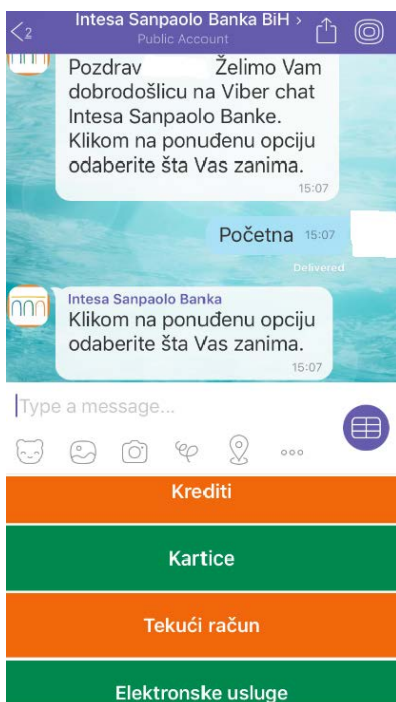 2
Intesa Sanpaolo Banka BiH ›
Public Account
Pozdrav Želimo Vam
dobrodošlicu na Viber chat
Intesa Sanpaolo Banke.
Klikom na ponuđenu opciju
odaberite šta Vas zanima.
15:07
Početna 15:07
Delivered
Intesa Sanpaolo Banka
Klikom na ponuđenu opciju
odaberite šta Vas zanima.
15:07
Type a message...
Krediti
Kartice
Tekući račun
Elektronske usluge